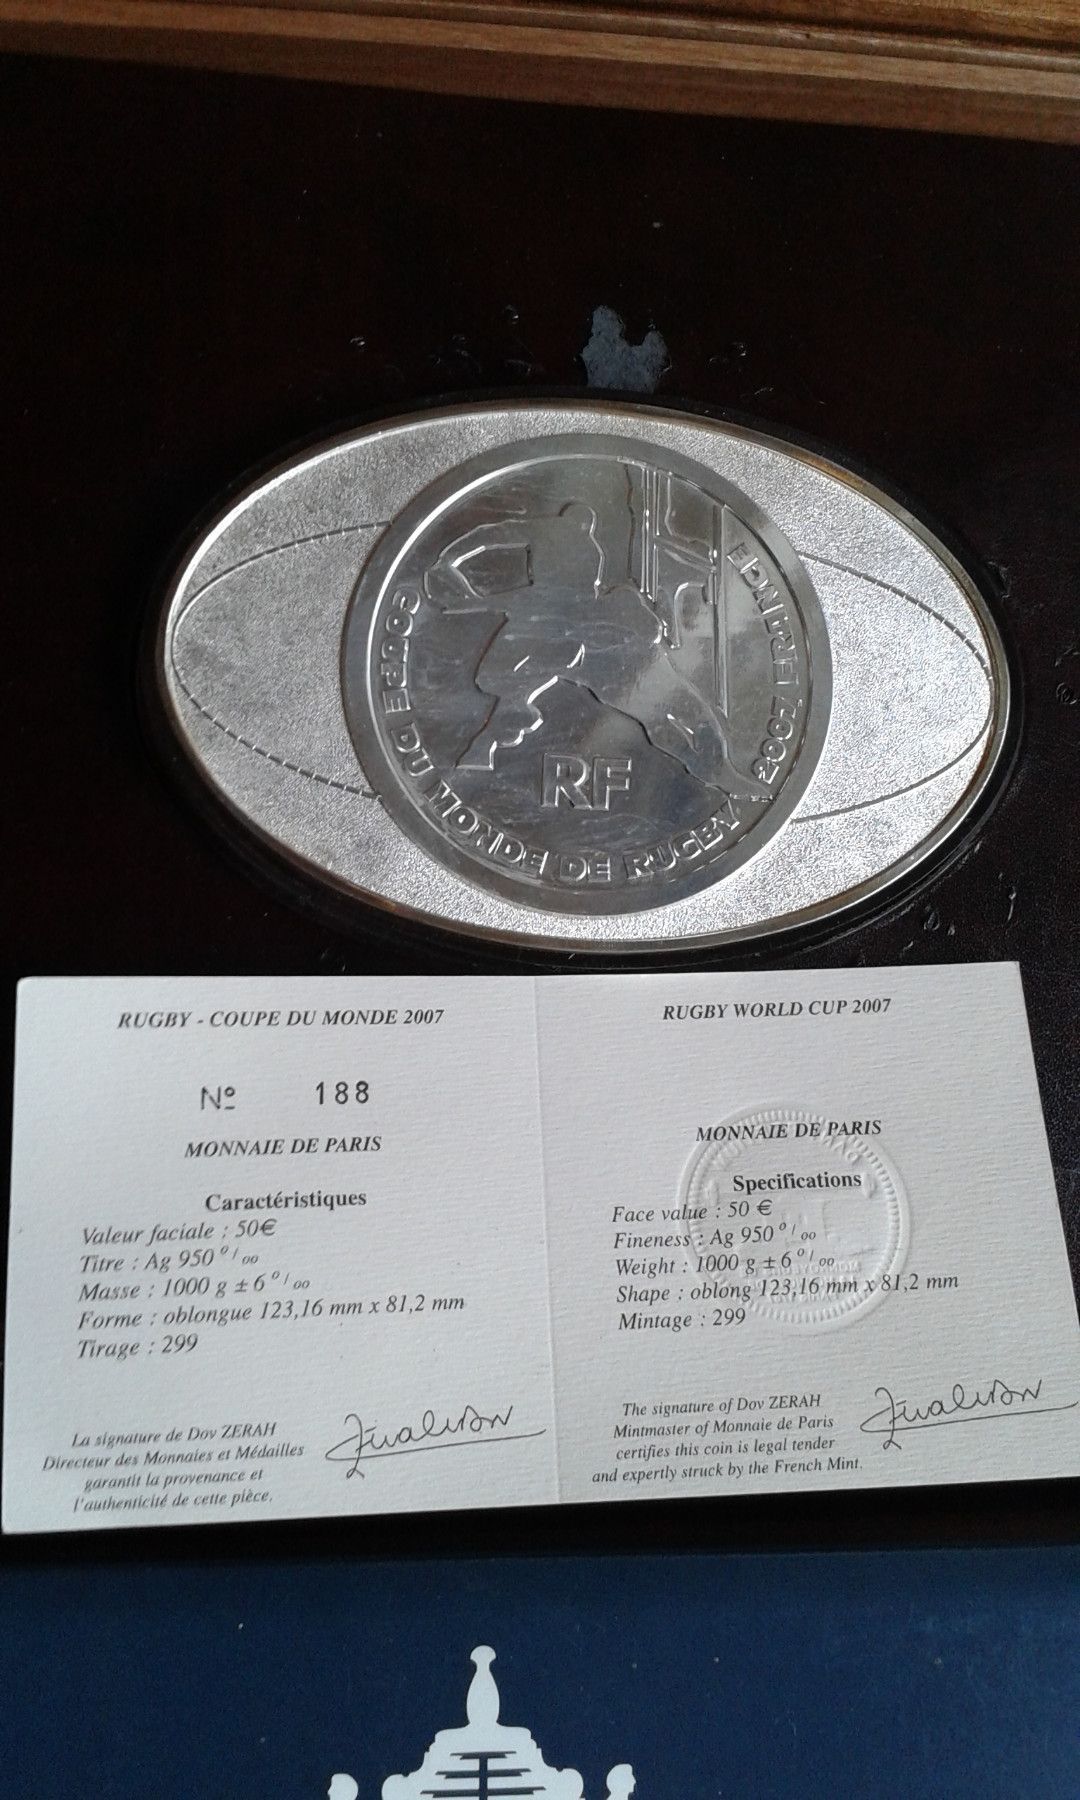 COUPE DU MONDE DE RUGBY 2007 FRANCE
RF
RUGBY - COUPE DU MONDE 2007
Nº 188
MONNAIE DE PARIS
Caractéristiques
Valeur faciale : 50€
Titre : Ag 950 º/ₒₒ
Masse : 1000 g ± 6 º/ₒₒ
Forme : oblongue 123,16 mm x 81,2 mm
Tirage : 299
La signature de Dov ZERAH
Directeur des Monnaies et Médailles
garantit la provenance et
l'authenticité de cette pièce.
RUGBY WORLD CUP 2007
MONNAIE DE PARIS
Specifications
Face value : 50 €
Fineness : Ag 950 º/ₒₒ
Weight : 1000 g ± 6 º/ₒₒ
Shape : oblong 123,16 mm x 81,2 mm
Mintage : 299
The signature of Dov ZERAH
Mintmaster of Monnaie de Paris
certifies this coin is legal tender
and expertly struck by the French Mint.